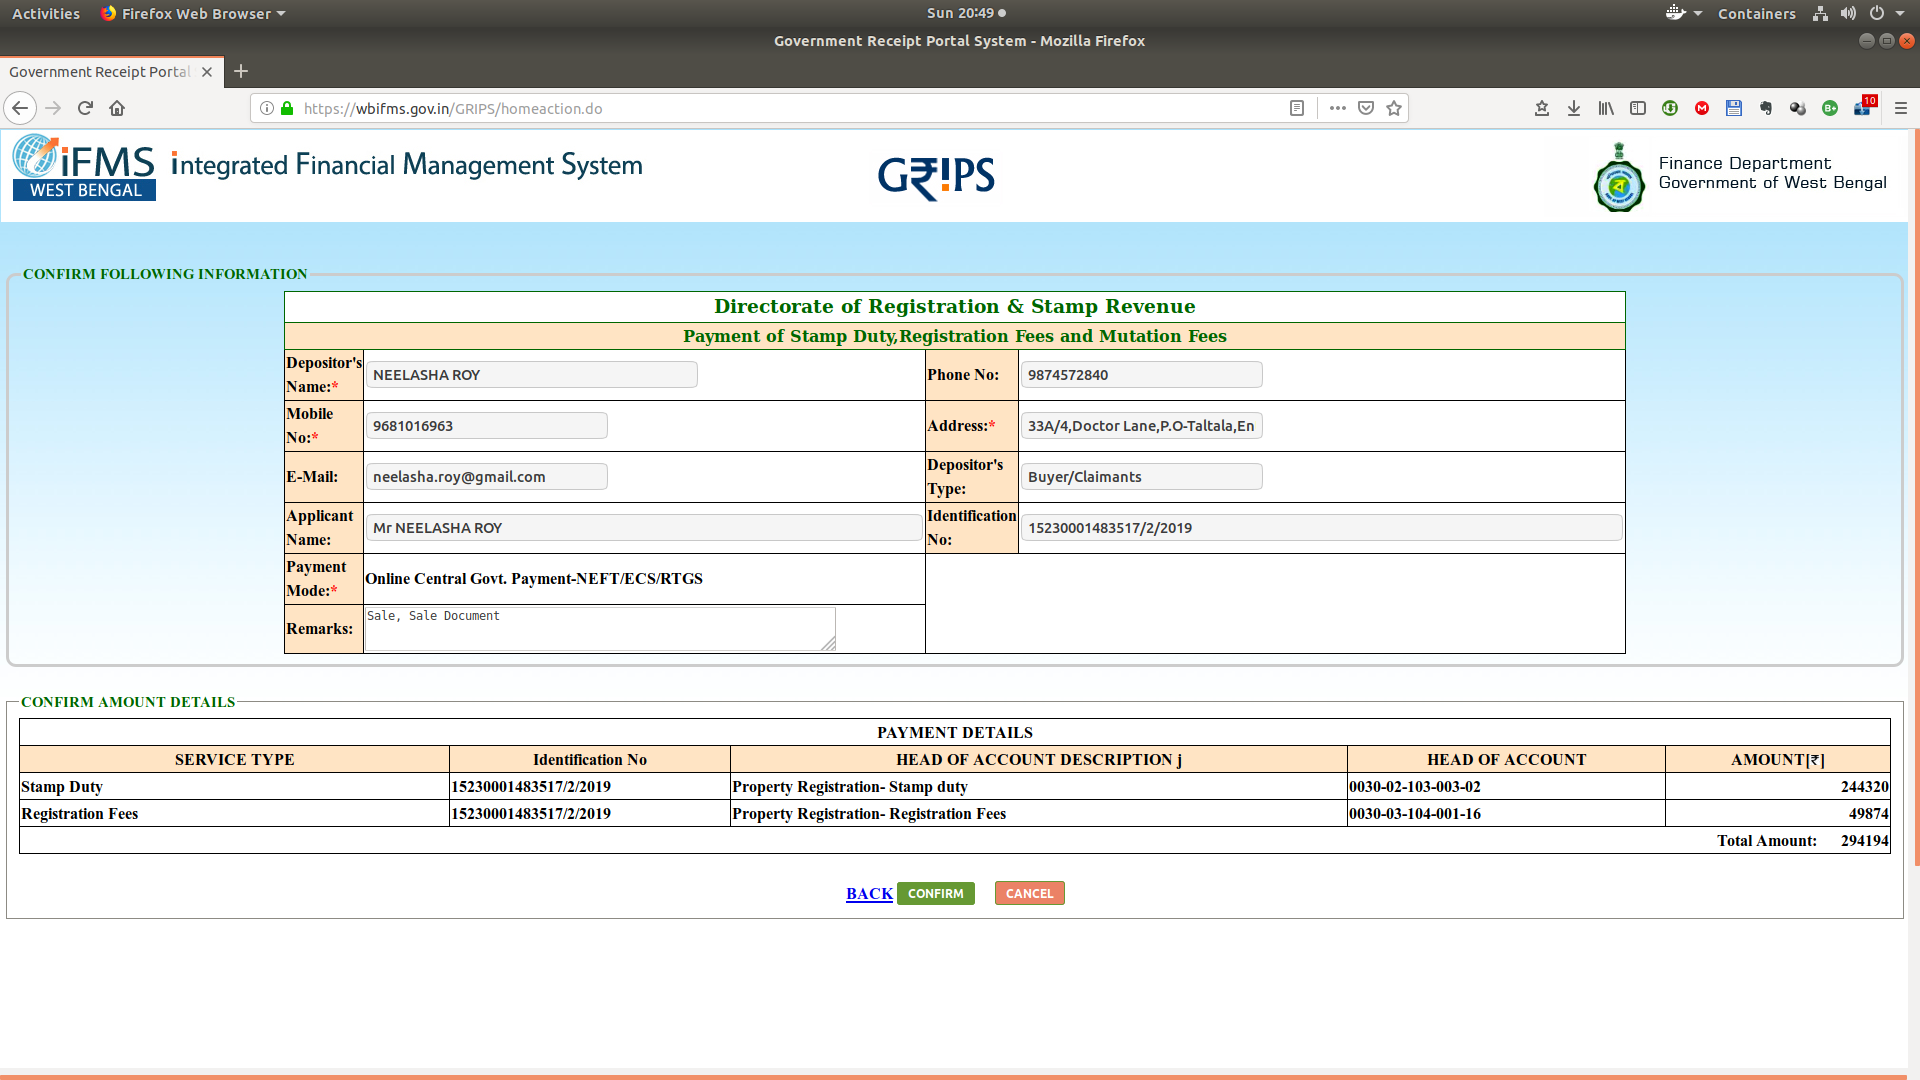 Activities Firefox Web Browser Sun 20:49 Containers
Government Receipt Portal System - Mozilla Firefox
Government Receipt Portal
https://wbifms.gov.in/GRIPS/homeaction.do 10
iFMS
WEST BENGAL
integrated Financial Management System
GRIPS
Finance Department
Government of West Bengal
CONFIRM FOLLOWING INFORMATION
Directorate of Registration & Stamp Revenue
Payment of Stamp Duty,Registration Fees and Mutation Fees
Depositor's Name:* NEELASHA ROY Phone No: 9874572840
Mobile No:* 9681016963 Address:* 33A/4,Doctor Lane,P.O-Taltala,En
E-Mail: neelasha.roy@gmail.com Depositor's Type: Buyer/Claimants
Applicant Name: Mr NEELASHA ROY Identification No: 15230001483517/2/2019
Payment Mode:* Online Central Govt. Payment-NEFT/ECS/RTGS
Remarks: Sale, Sale Document
CONFIRM AMOUNT DETAILS
PAYMENT DETAILS
SERVICE TYPE Identification No HEAD OF ACCOUNT DESCRIPTION j HEAD OF ACCOUNT AMOUNT[₹]
Stamp Duty 15230001483517/2/2019 Property Registration- Stamp duty 0030-02-103-003-02 244320
Registration Fees 15230001483517/2/2019 Property Registration- Registration Fees 0030-03-104-001-16 49874
Total Amount: 294194
BACK CONFIRM CANCEL